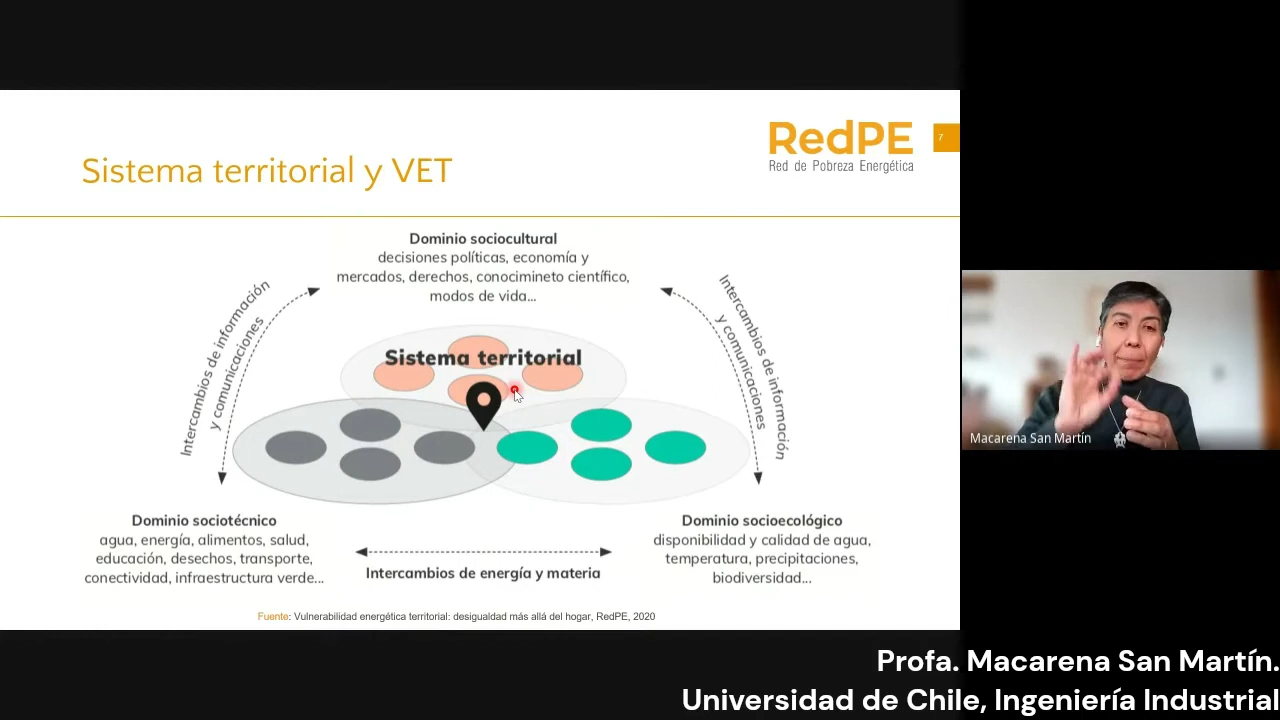 RedPE
Red de Pobreza Energética
7
Sistema territorial y VET
Dominio sociocultural
decisiones políticas, economía y
mercados, derechos, conocimineto científico,
modos de vida...
Intercambios de información
y comunicaciones
Intercambios de información
y comunicaciones
Sistema territorial
Dominio sociotécnico
agua, energía, alimentos, salud,
educación, desechos, transporte,
conectividad, infraestructura verde...
Intercambios de energía y materia
Dominio socioecológico
disponibilidad y calidad de agua,
temperatura, precipitaciones,
biodiversidad...
Fuente: Vulnerabilidad energética territorial: desigualdad más allá del hogar, RedPE, 2020
Macarena San Martín
Profa. Macarena San Martín.
Universidad de Chile, Ingeniería Industrial